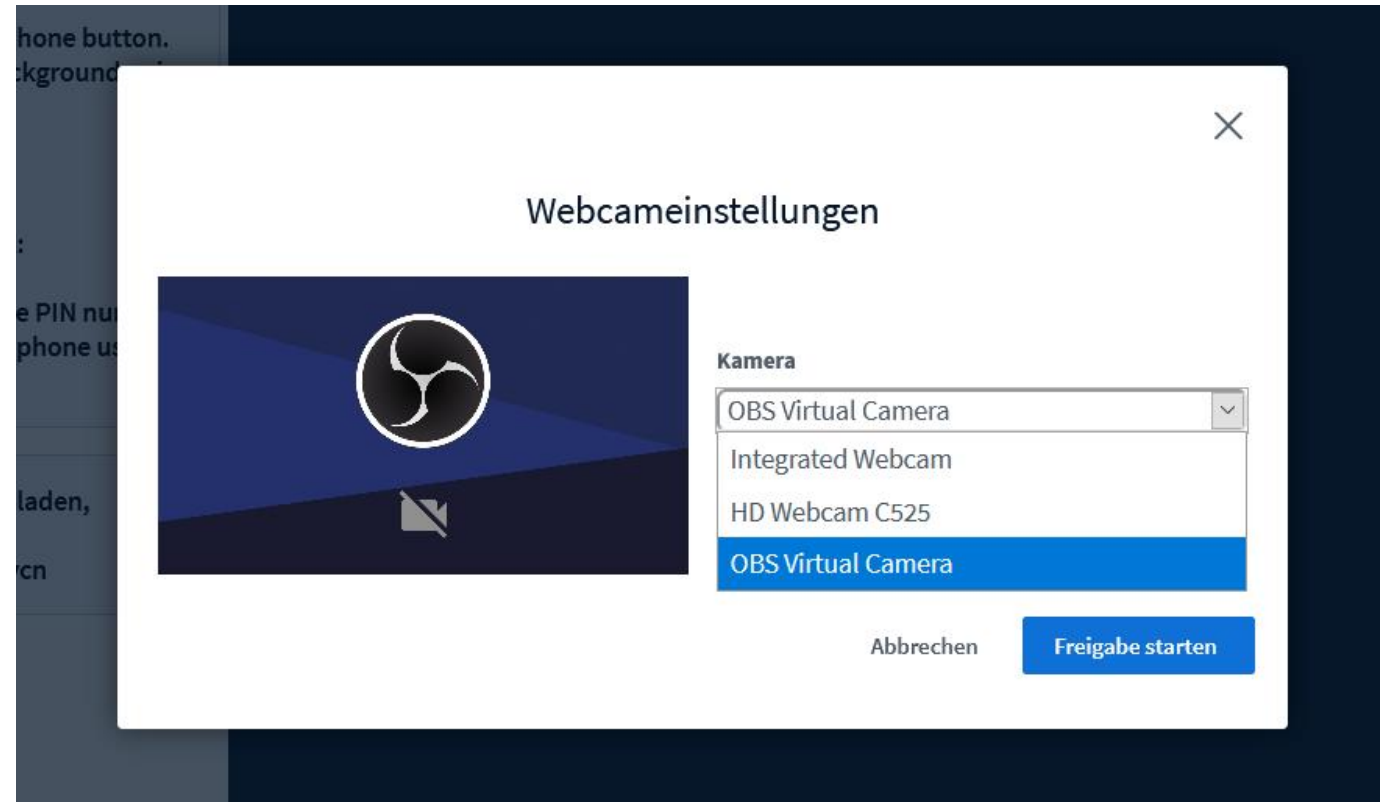 hone button.
ckground
:
e PIN nu
phone us
laden,
cn
Webcameinstellungen
Kamera
OBS Virtual Camera
Integrated Webcam
HD Webcam C525
OBS Virtual Camera
Abbrechen
Freigabe starten